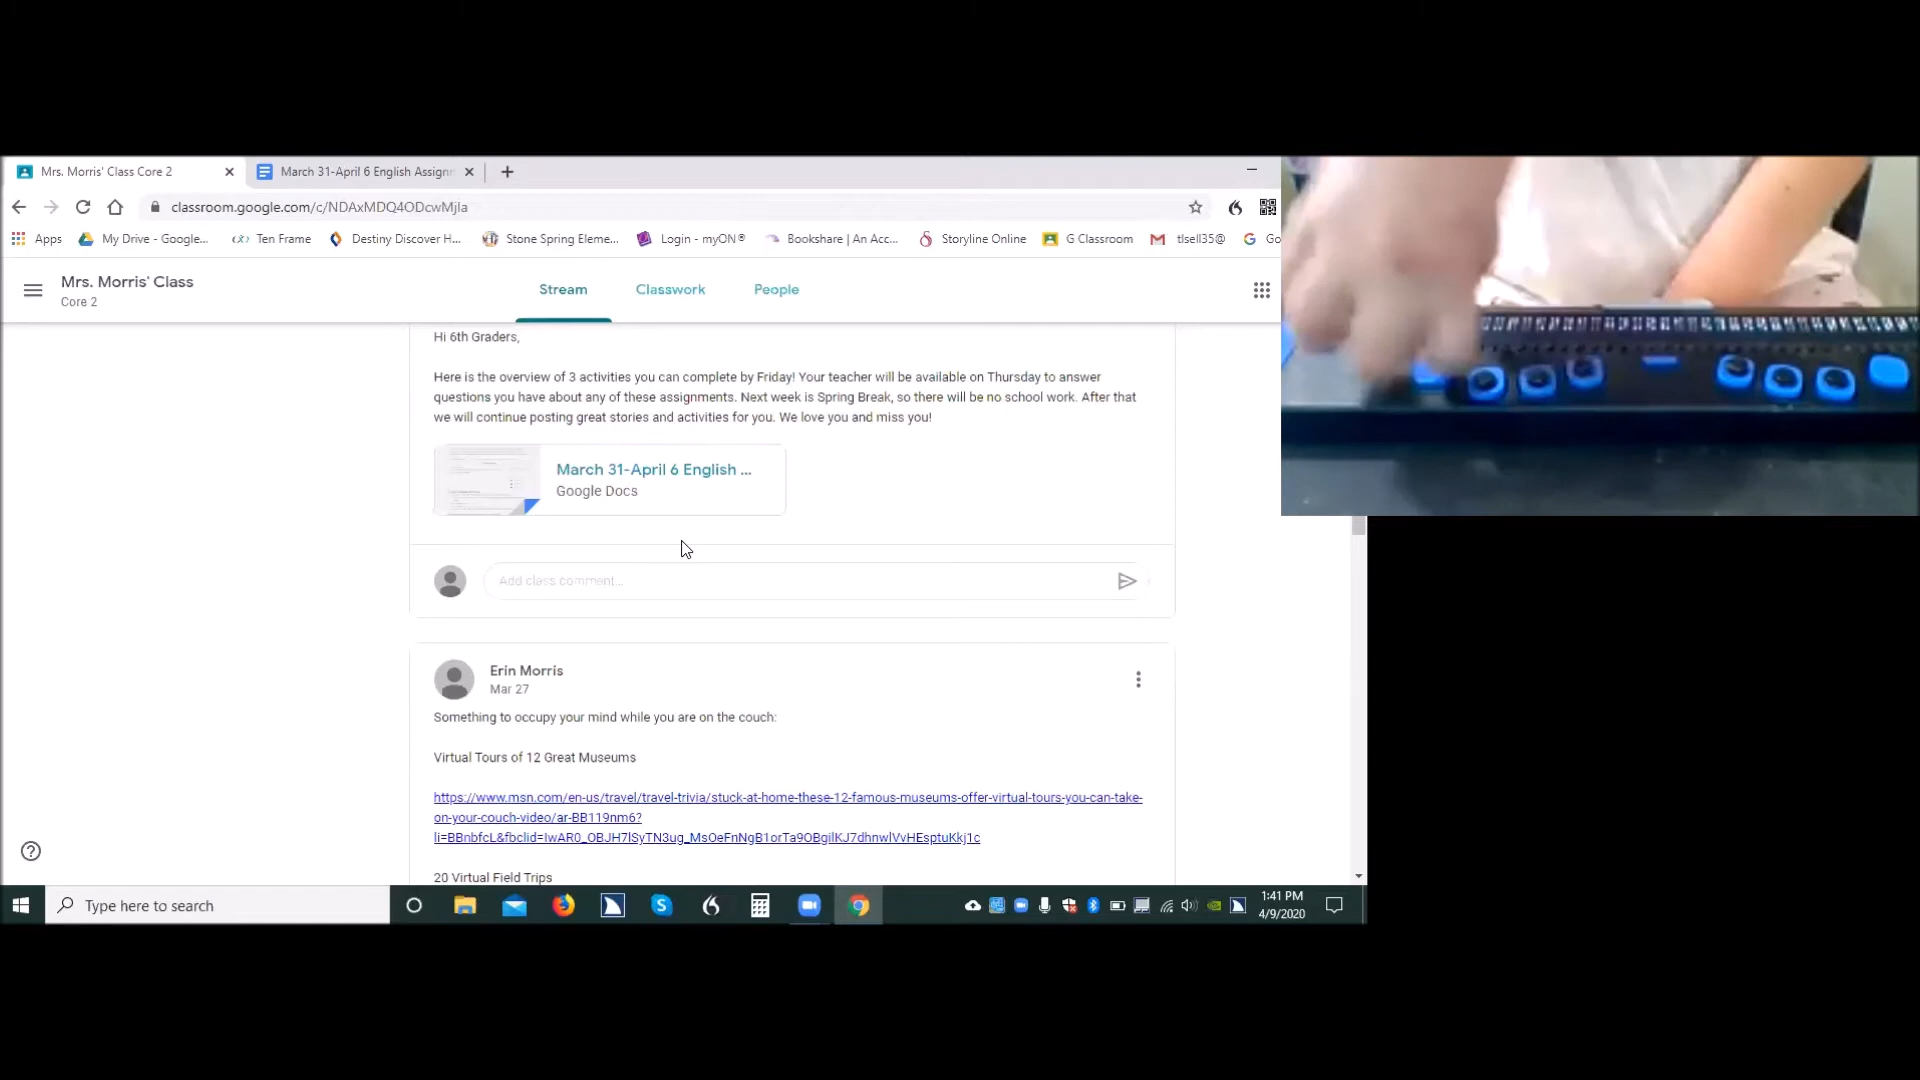 Mrs. Morris' Class Core 2
March 31-April 6 English Assignm
classroom.google.com/c/NDAxMDQ4ODcwMjla
Apps My Drive - Google... Ten Frame Destiny Discover H... Stone Spring Eleme... Login - myON® Bookshare | An Acc... Storyline Online G Classroom tlsell35@ Go
Mrs. Morris' Class
Core 2
Stream Classwork People
Hi 6th Graders,
Here is the overview of 3 activities you can complete by Friday! Your teacher will be available on Thursday to answer
questions you have about any of these assignments. Next week is Spring Break, so there will be no school work. After that
we will continue posting great stories and activities for you. We love you and miss you!
March 31-April 6 English ...
Google Docs
Add class comment...
Erin Morris
Mar 27
Something to occupy your mind while you are on the couch:
Virtual Tours of 12 Great Museums
https://www.msn.com/en-us/travel/travel-trivia/stuck-at-home-these-12-famous-museums-offer-virtual-tours-you-can-take-
on-your-couch-video/ar-BB119nm6?
li=BBnbfcL&fbclid=IwAR0_OBJH7lSyTN3ug_MsOeFnNgB1orTa9OBgilKJ7dhnwlVvHEsptuKkj1c
20 Virtual Field Trips
Type here to search
1:41 PM
4/9/2020